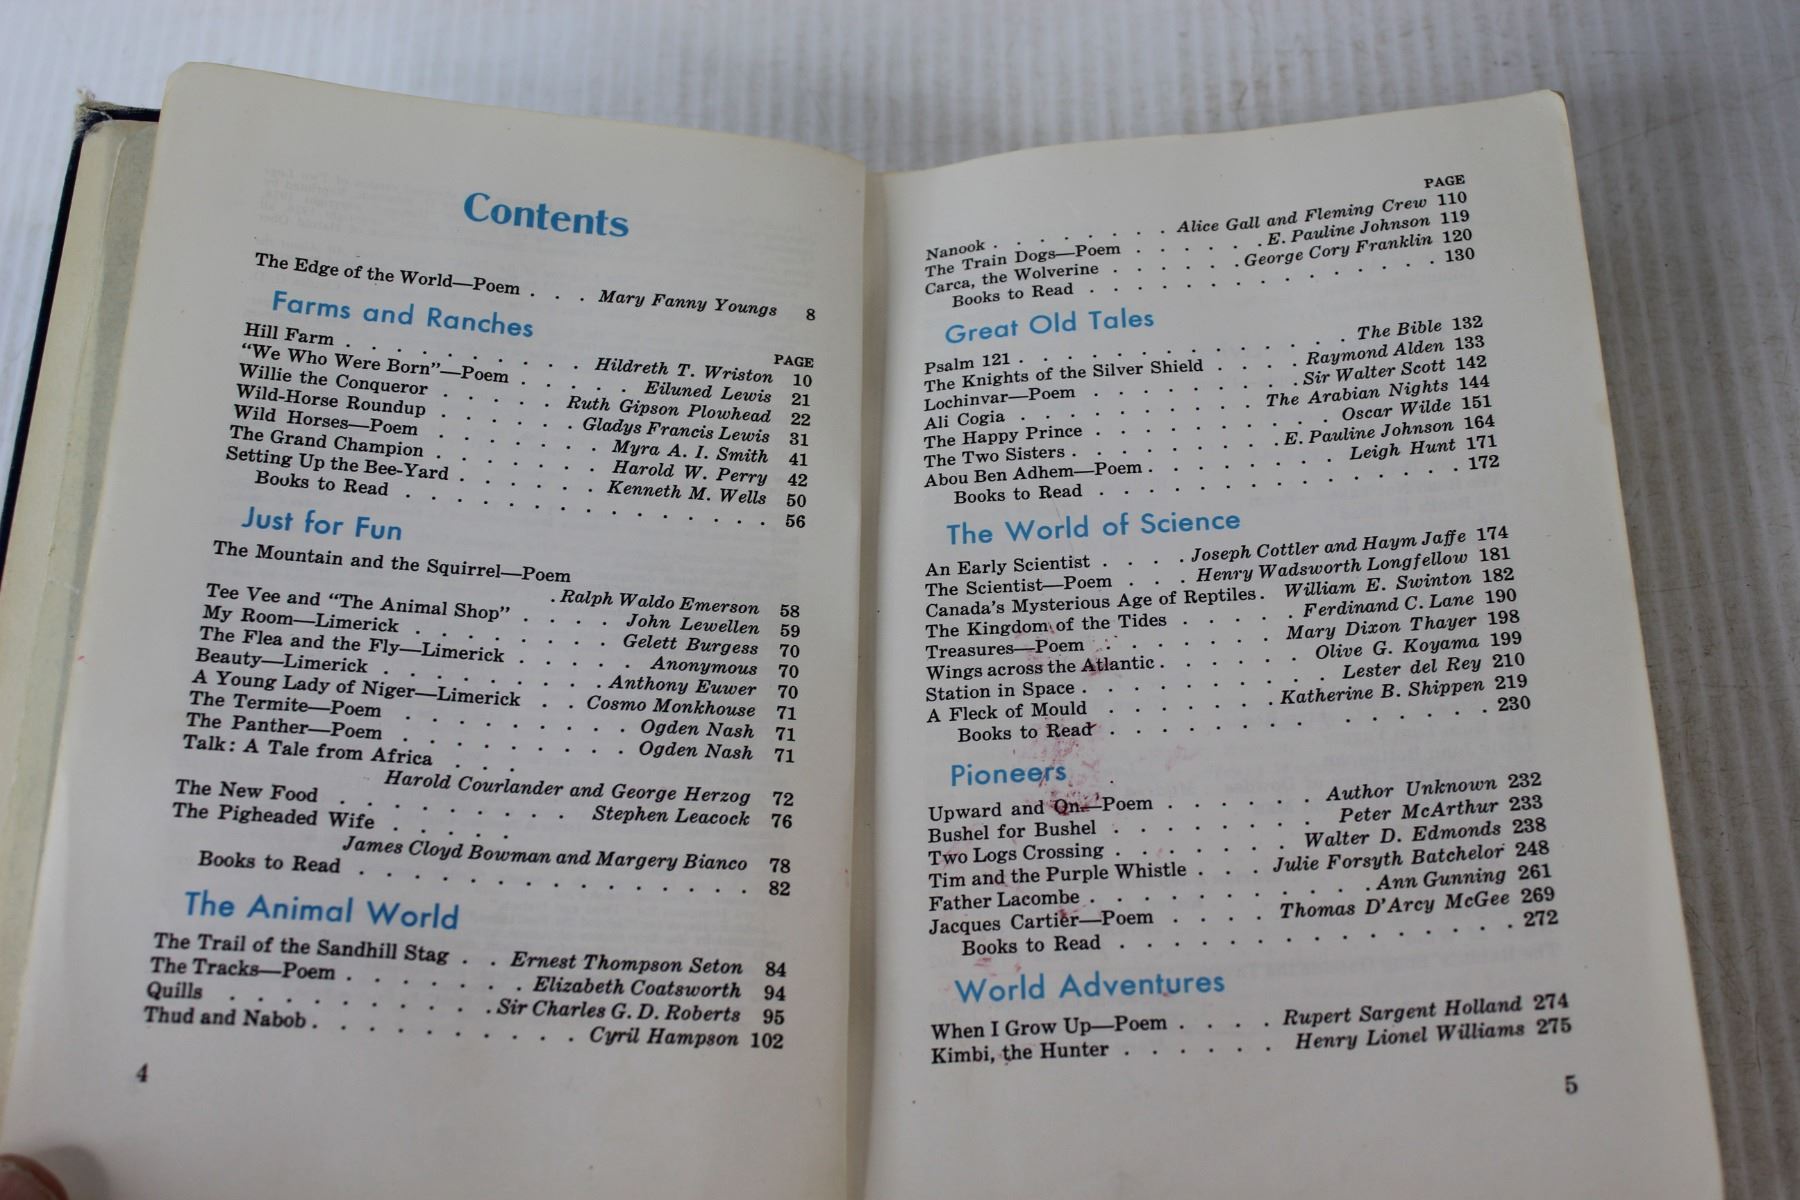 Contents
The Edge of the World—Poem . . . Mary Fanny Youngs 8
Farms and Ranches
PAGE
Hill Farm . . . . . . . . . . Hildreth T. Wriston 10
"We Who Were Born"—Poem . . . . . Eiluned Lewis 21
Willie the Conqueror . . . . . Ruth Gipson Plowhead 22
Wild-Horse Roundup . . . . . . Gladys Francis Lewis 31
Wild Horses—Poem . . . . . . Myra A. I. Smith 41
The Grand Champion . . . . . . Harold W. Perry 42
Setting Up the Bee-Yard . . . . . . Kenneth M. Wells 50
Books to Read . . . . . . . . . . . . . . 56
Just for Fun
The Mountain and the Squirrel—Poem
. Ralph Waldo Emerson 58
Tee Vee and "The Animal Shop" . . . . John Lewellen 59
My Room—Limerick . . . . . . . . Gelett Burgess 70
The Flea and the Fly—Limerick . . . . . Anonymous 70
Beauty—Limerick . . . . . . . . . Anthony Euwer 70
A Young Lady of Niger—Limerick . . Cosmo Monkhouse 71
The Termite—Poem . . . . . . . . Ogden Nash 71
The Panther—Poem . . . . . . . . Ogden Nash 71
Talk: A Tale from Africa . . .
Harold Courlander and George Herzog 72
The New Food . . . . . . . . Stephen Leacock 76
The Pigheaded Wife . . . . .
James Cloyd Bowman and Margery Bianco 78
Books to Read . . . . . . . . . . . . . . . 82
The Animal World
The Trail of the Sandhill Stag . . Ernest Thompson Seton 84
The Tracks—Poem . . . . . . . Elizabeth Coatsworth 94
Quills . . . . . . . . . . Sir Charles G. D. Roberts 95
Thud and Nabob . . . . . . . . . . Cyril Hampson 102
4
PAGE
Nanook . . . . . . . . Alice Gall and Fleming Crew 110
The Train Dogs—Poem . . . . . . E. Pauline Johnson 119
Carca, the Wolverine . . . . . . George Cory Franklin 120
Books to Read . . . . . . . . . . . . . 130
Great Old Tales
Psalm 121 . . . . . . . . . . . . . The Bible 132
The Knights of the Silver Shield . . . . Raymond Alden 133
Lochinvar—Poem . . . . . . . . Sir Walter Scott 142
Ali Cogia . . . . . . . . . . The Arabian Nights 144
The Happy Prince . . . . . . . . . . Oscar Wilde 151
The Two Sisters . . . . . . . . . E. Pauline Johnson 164
Abou Ben Adhem—Poem . . . . . . . . Leigh Hunt 171
Books to Read . . . . . . . . . . . . . . 172
The World of Science
An Early Scientist . . . . Joseph Cottler and Haym Jaffe 174
The Scientist—Poem . . . Henry Wadsworth Longfellow 181
Canada's Mysterious Age of Reptiles . William E. Swinton 182
The Kingdom of the Tides . . . . . . Ferdinand C. Lane 190
Treasures—Poem . . . . . . . Mary Dixon Thayer 198
Wings across the Atlantic . . . . . . Olive G. Koyama 199
Station in Space . . . . . . . . . . Lester del Rey 210
A Fleck of Mould . . . . . . . Katherine B. Shippen 219
Books to Read . . . . . . . . . . . . . 230
Pioneers
Upward and On—Poem . . . . . . Author Unknown 232
Bushel for Bushel . . . . . . . . Peter McArthur 233
Two Logs Crossing . . . . . . . Walter D. Edmonds 238
Tim and the Purple Whistle . . . Julie Forsyth Batchelor 248
Father Lacombe . . . . . . . . . . Ann Gunning 261
Jacques Cartier—Poem . . . . Thomas D'Arcy McGee 269
Books to Read . . . . . . . . . . . . . . 272
World Adventures
When I Grow Up—Poem . . . . Rupert Sargent Holland 274
Kimbi, the Hunter . . . . . . Henry Lionel Williams 275
5